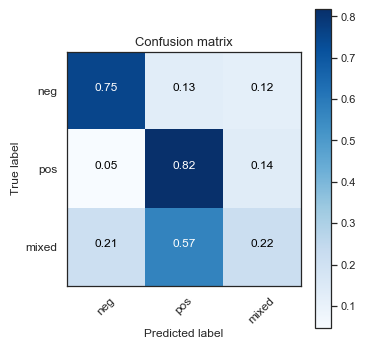 Confusion matrix
True label
neg 0.75 0.13 0.12
pos 0.05 0.82 0.14
mixed 0.21 0.57 0.22
neg pos mixed
Predicted label
0.8
0.7
0.6
0.5
0.4
0.3
0.2
0.1